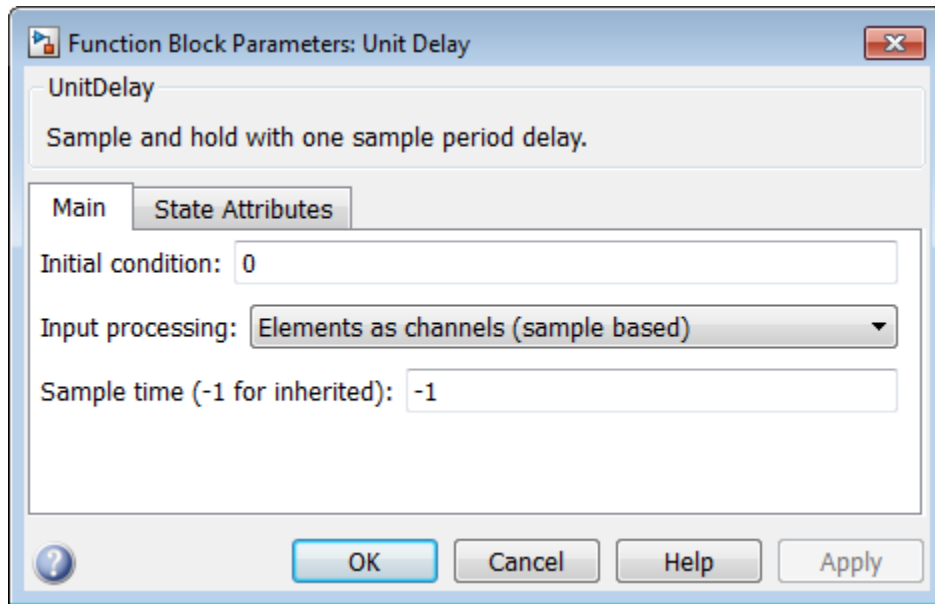 Function Block Parameters: Unit Delay
UnitDelay
Sample and hold with one sample period delay.
Main State Attributes
Initial condition: 0
Input processing: Elements as channels (sample based)
Sample time (-1 for inherited): -1
? OK Cancel Help Apply